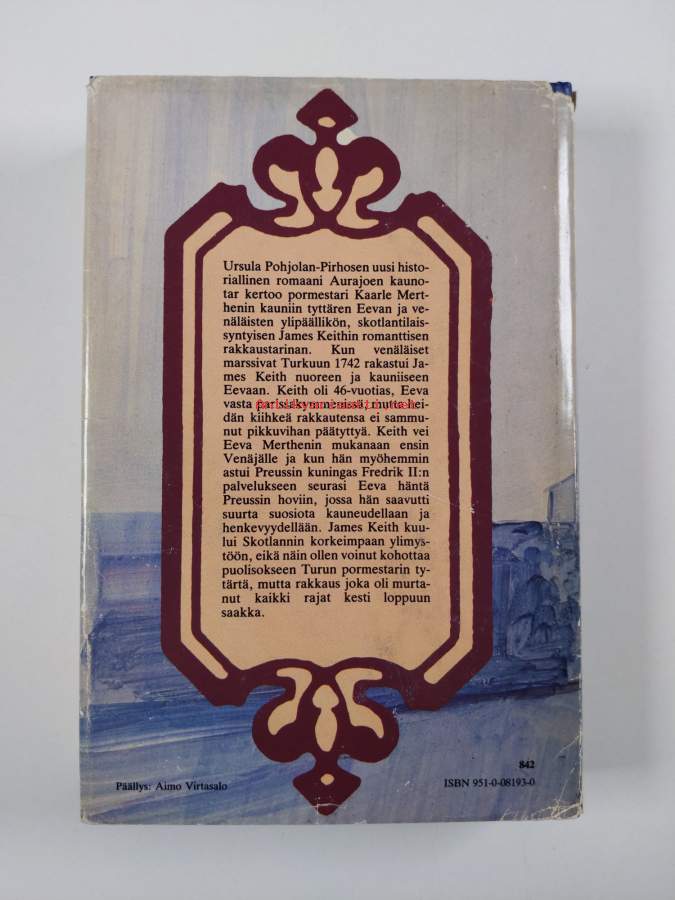 Ursula Pohjolan-Pirhosen uusi histo-
riallinen romaani Aurajoen kauno-
tar kertoo pormestari Kaarle Mert-
henin kauniin tyttären Eevan ja ve-
näläisten ylipäällikön, skotlantilais-
syntyisen James Keithin romanttisen
rakkaustarinan. Kun venäläiset
marssivat Turkuun 1742 rakastui Ja-
mes Keith nuoreen ja kauniiseen
Eevaan. Keith oli 46-vuotias, Eeva
vasta mutta hei-
dän kiihkeä rakkautensa ei sammu-
nut pikkuvihan päätyttyä. Keith vei
Eeva Merthenin mukanaan ensin
Venäjälle ja kun hän myöhemmin
astui Preussin kuningas Fredrik II:n
palvelukseen seurasi Eeva häntä
Preussin hoviin, jossa hän saavutti
suurta suosiota kauneudellaan ja
henkevyydellään. James Keith kuu-
lui Skotlannin korkeimpaan ylimys-
töön, eikä näin ollen voinut kohottaa
puolisokseen Turun pormestarin ty-
tärtä, mutta rakkaus joka oli murta-
nut kaikki rajat kesti loppuun
saakka.
842
Päällys: Aimo Virtasalo
ISBN 951-0-08193-0